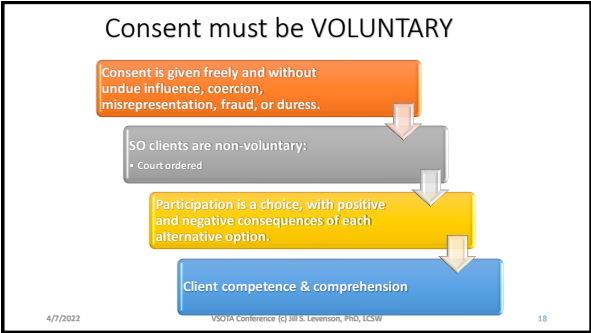 Consent must be VOLUNTARY
Consent is given freely and without
undue influence, coercion,
misrepresentation, fraud, or duress.
SO clients are non-voluntary:
• Court ordered
Participation is a choice, with positive
and negative consequences of each
alternative option.
Client competence & comprehension
4/7/2022
VSOTA Conference (c) Jill S. Levenson, PhD, LCSW
18